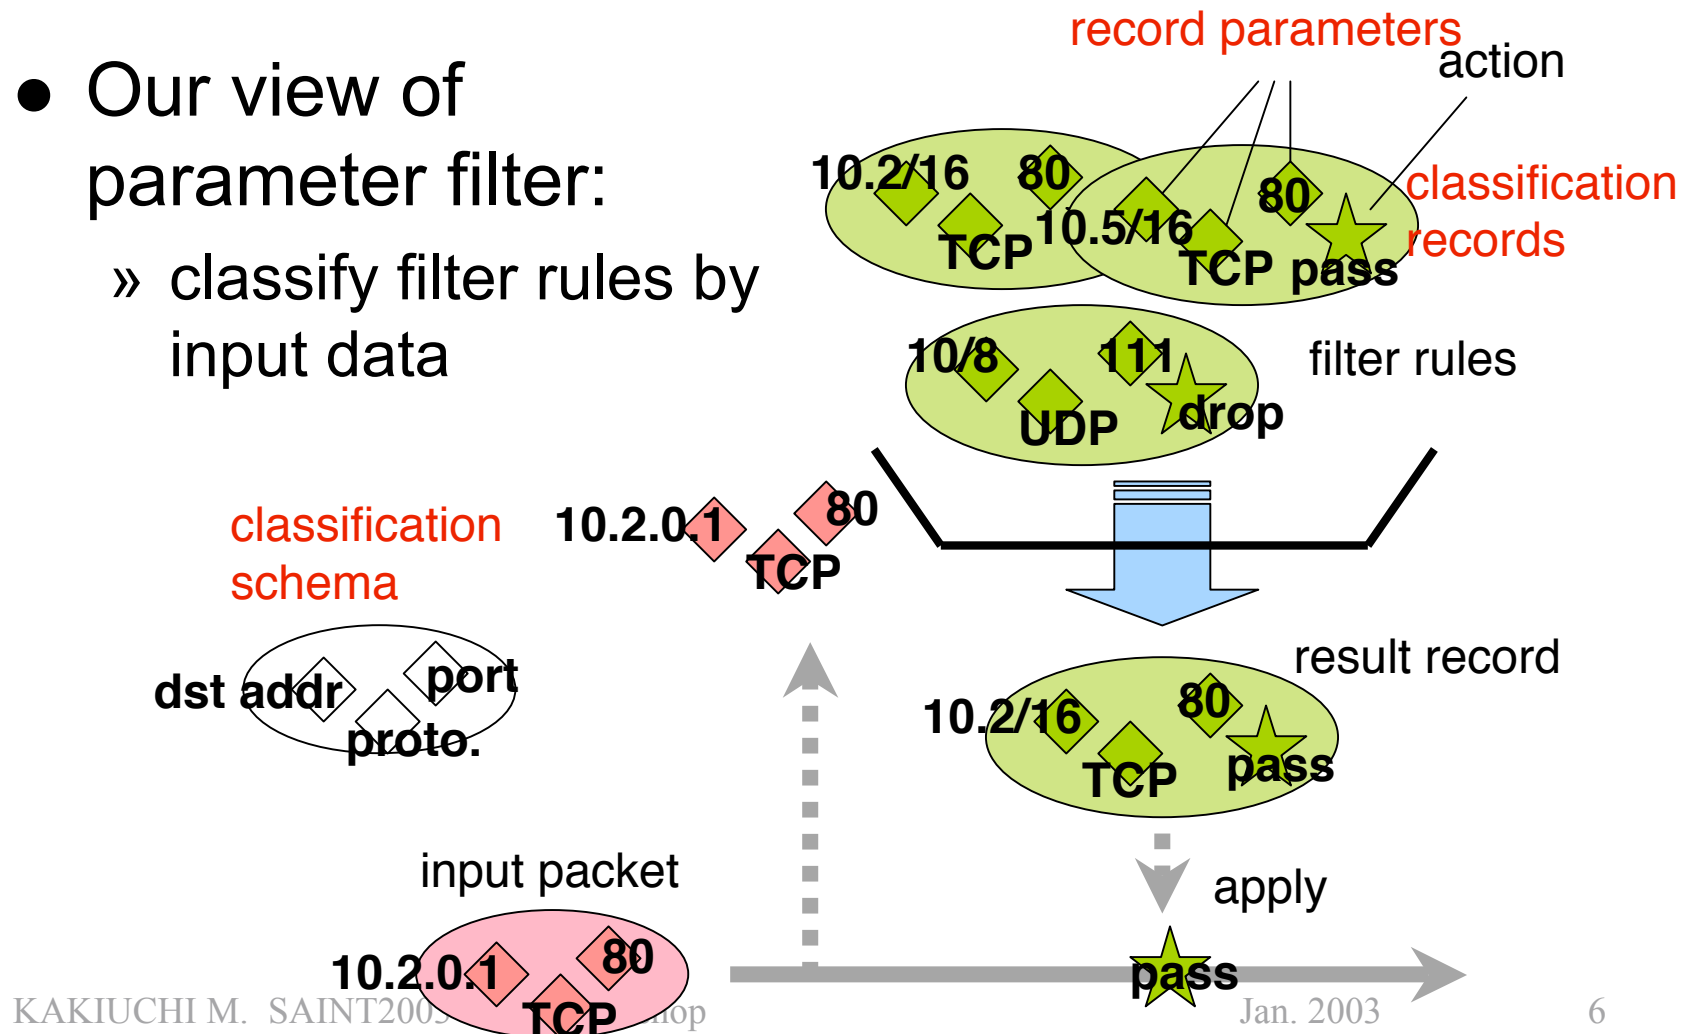 ● Our view of
parameter filter:
» classify filter rules by
input data
record parameters
action
10.2/16
80
TCP
10.5/16
80
TCP
pass
classification
records
10/8
111
UDP
drop
filter rules
classification
schema
dst addr
port
proto.
10.2.0.1
80
TCP
result record
10.2/16
80
TCP
pass
input packet
10.2.0.1
80
TCP
apply
pass
KAKIUCHI M. SAINT2003
Jan. 2003
6